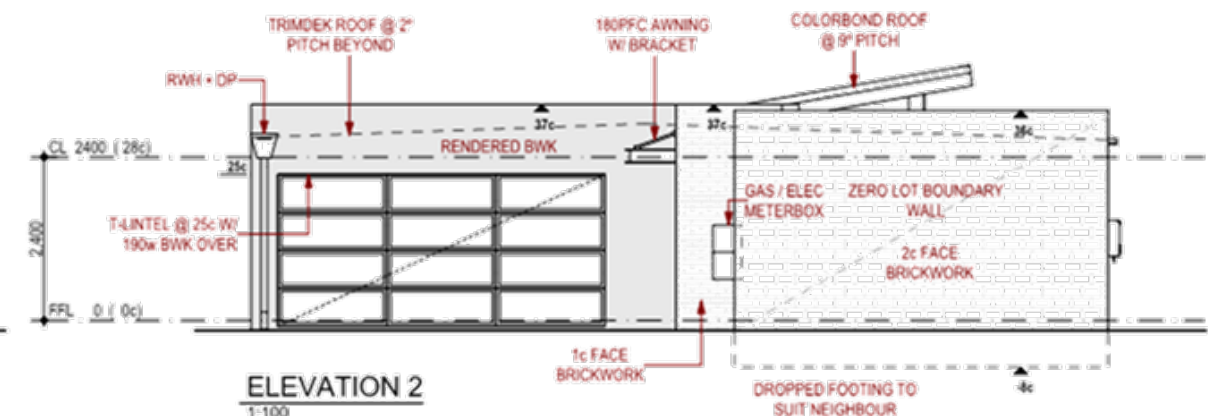 TRIMDEK ROOF @ 2°
PITCH BEYOND
180PFC AWNING
W/ BRACKET
COLORBOND ROOF
@ 9° PITCH
RWH + DP
37c
37c
CL 2400 ( 28c)
RENDERED BWK
25c
GAS / ELEC
METERBOX
ZERO LOT BOUNDARY
WALL
T-LINTEL @ 25c W/
190w BWK OVER
2,400
2c FACE
BRICKWORK
FFL 0 ( 0c)
1c FACE
BRICKWORK
ELEVATION 2
1:100
DROPPED FOOTING TO
SUIT NEIGHBOUR
-8c